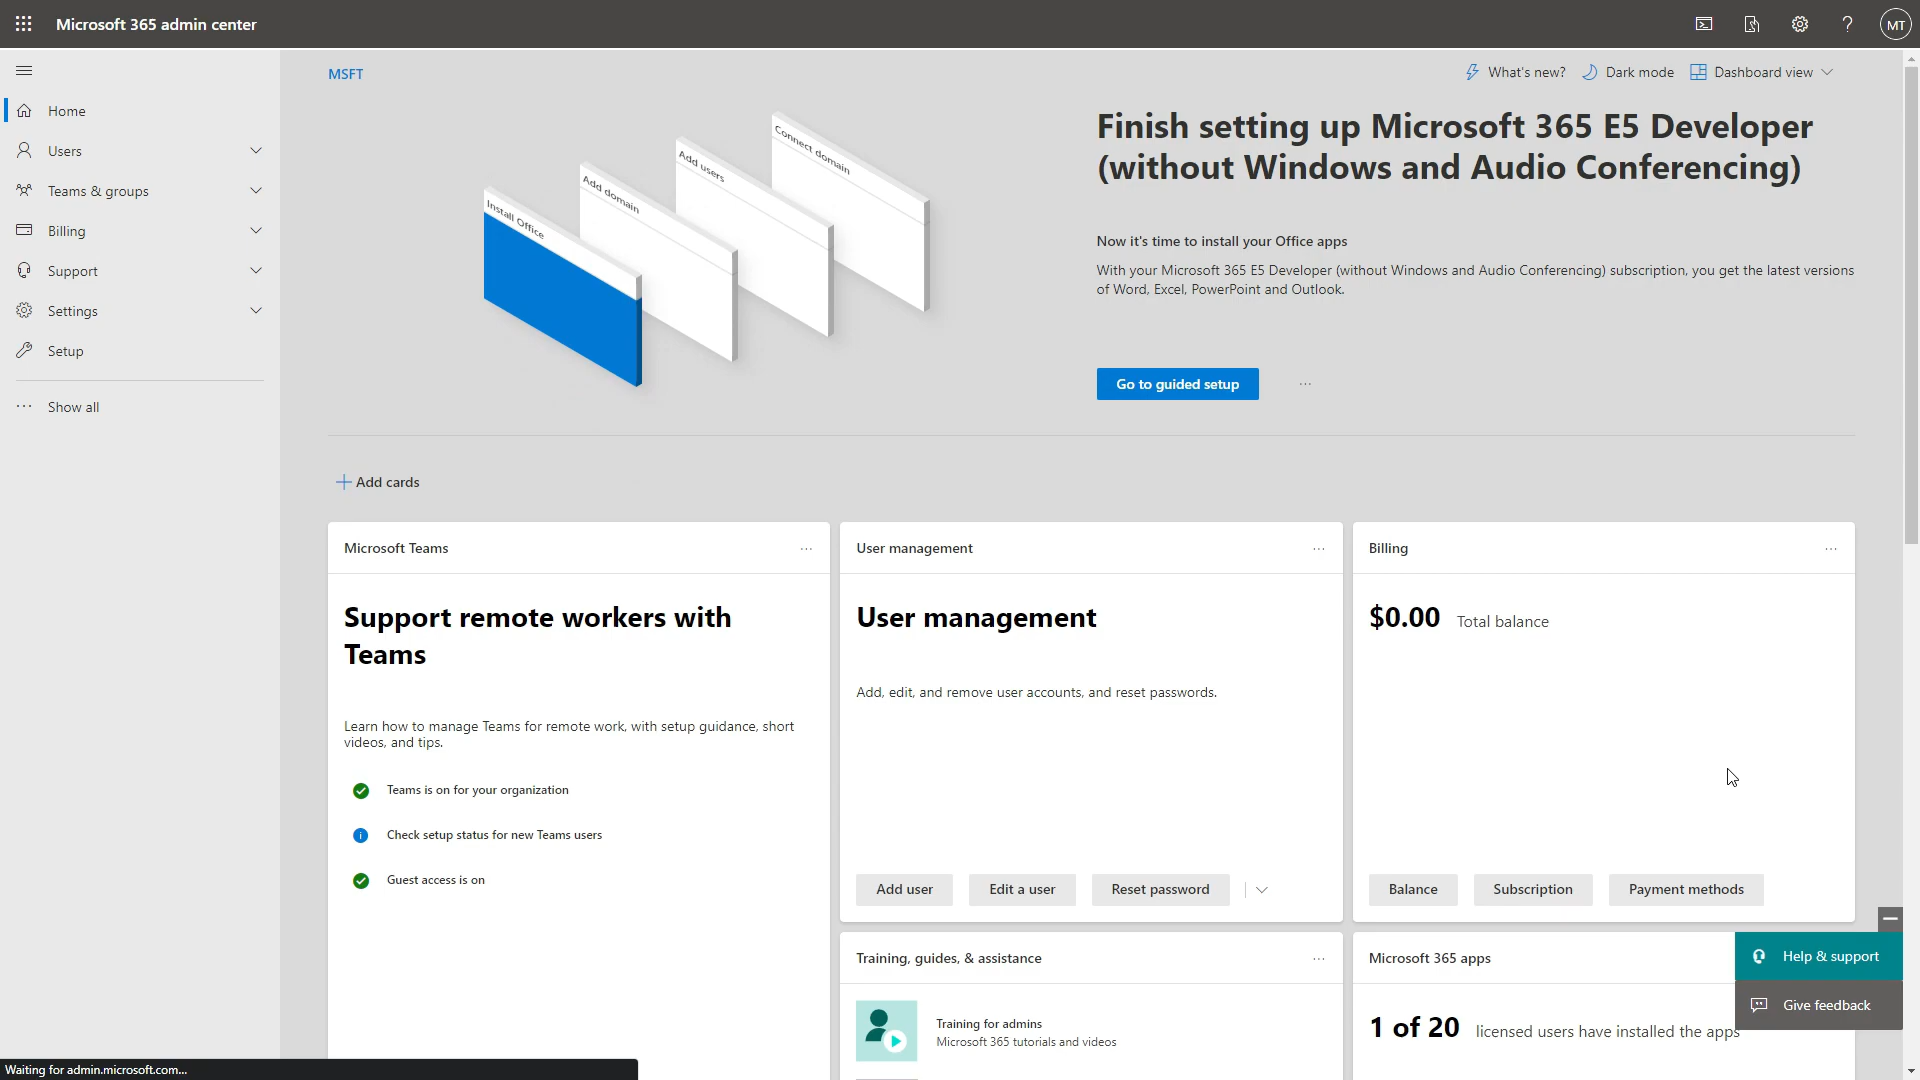 Microsoft 365 admin center
MT
MSFT
What's new?
Dark mode
Dashboard view
Home
Users
Teams & groups
Billing
Support
Settings
Setup
Show all
Install Office
Add domain
Add users
Connect domain
Finish setting up Microsoft 365 E5 Developer
(without Windows and Audio Conferencing)
Now it's time to install your Office apps
With your Microsoft 365 E5 Developer (without Windows and Audio Conferencing) subscription, you get the latest versions
of Word, Excel, PowerPoint and Outlook.
Go to guided setup
Add cards
Microsoft Teams
Support remote workers with
Teams
Learn how to manage Teams for remote work, with setup guidance, short
videos, and tips.
Teams is on for your organization
Check setup status for new Teams users
Guest access is on
User management
User management
Add, edit, and remove user accounts, and reset passwords.
Add user
Edit a user
Reset password
Billing
$0.00 Total balance
Balance
Subscription
Payment methods
Training, guides, & assistance
Training for admins
Microsoft 365 tutorials and videos
Microsoft 365 apps
1 of 20 licensed users have installed the apps
Help & support
Give feedback
Waiting for admin.microsoft.com...